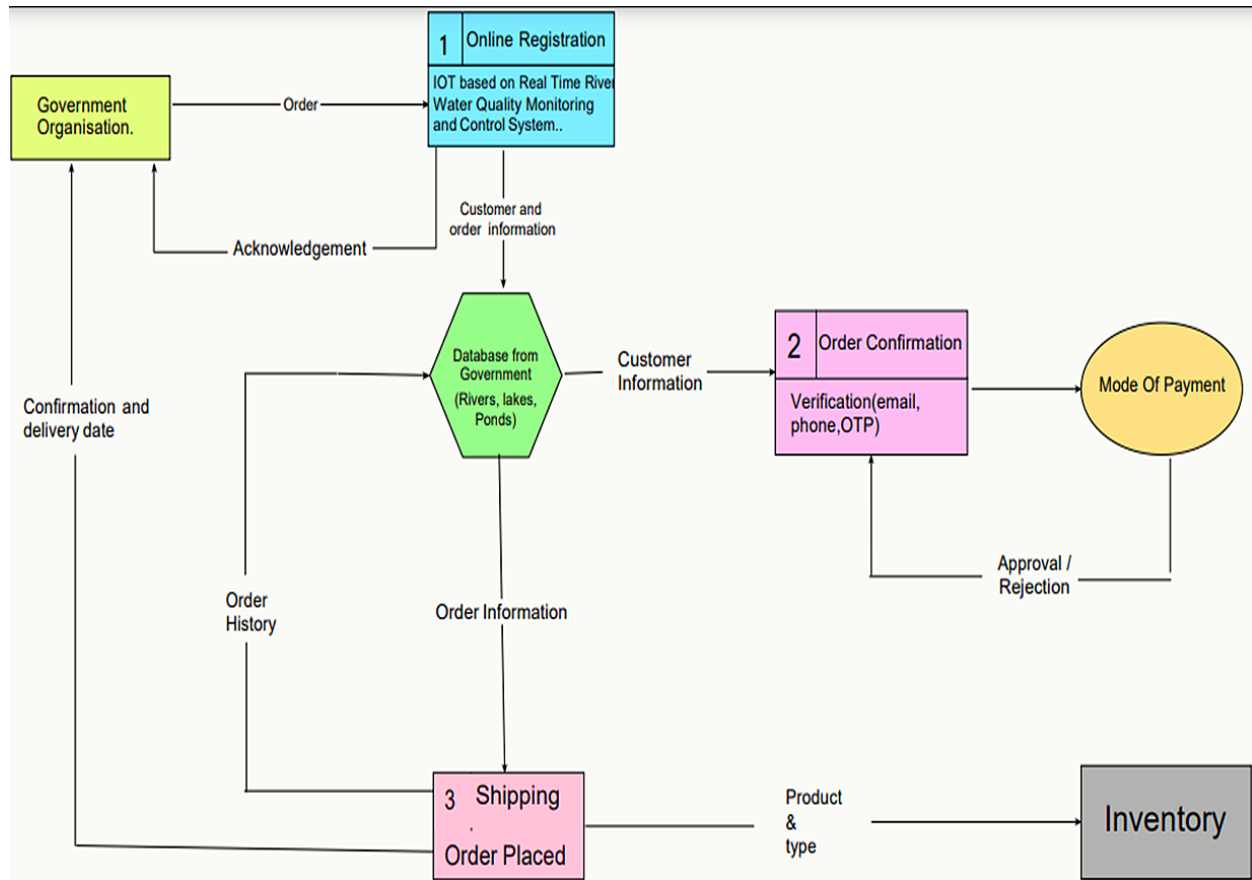 1
Online Registration
IOT based on Real Time River
Water Quality Monitoring
and Control System..
Government
Organisation.
Order
Customer and
order information
Acknowledgement
Database from
Government
(Rivers, lakes,
Ponds)
Customer
Information
2
Order Confirmation
Verification(email,
phone,OTP)
Mode Of Payment
Confirmation and
delivery date
Approval /
Rejection
Order
History
Order Information
3 Shipping
.
Order Placed
Product
&
type
Inventory